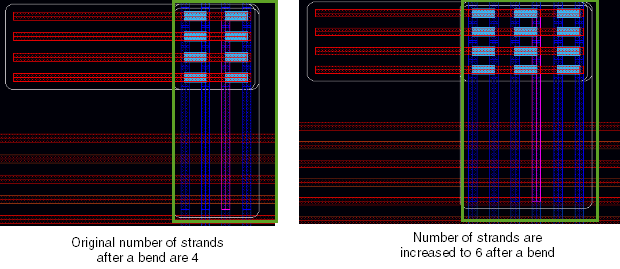 Original number of strands
after a bend are 4
Number of strands are
increased to 6 after a bend